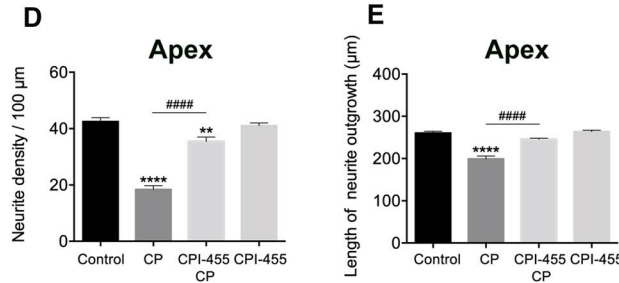 D
Apex
Neurite density / 100 µm
60
40
20
0
####
****
**
Control
CP
CPI-455
CP
CPI-455
E
Apex
Length of neurite outgrowth (µm)
400
300
200
100
0
####
****
Control
CP
CPI-455
CP
CPI-455